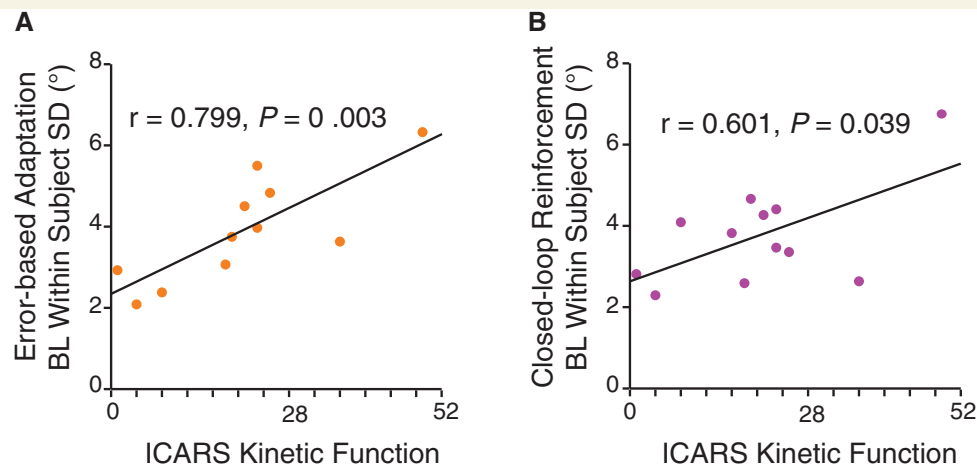 A
Error-based Adaptation
BL Within Subject SD (°)
8
6
4
2
0
r = 0.799, P = 0 .003
0
28
52
ICARS Kinetic Function
B
Closed-loop Reinforcement
BL Within Subject SD (°)
8
6
4
2
0
r = 0.601, P = 0.039
0
28
52
ICARS Kinetic Function